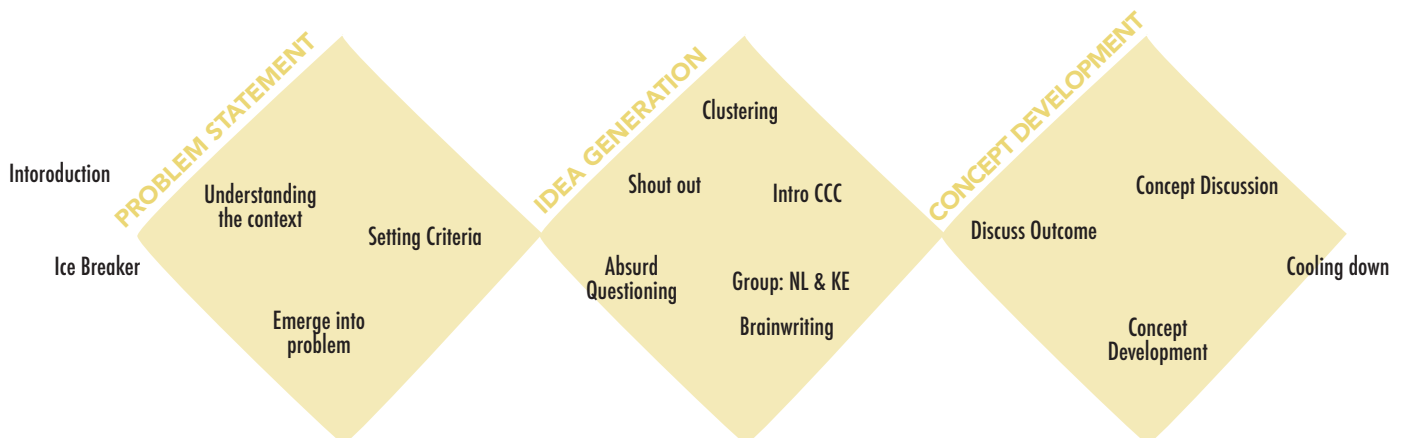 Intoroduction
Ice Breaker
PROBLEM STATEMENT
Understanding
the context
Setting Criteria
Emerge into
problem
IDEA GENERATION
Clustering
Shout out
Intro CCC
Absurd
Questioning
Group: NL & KE
Brainwriting
CONCEPT DEVELOPMENT
Discuss Outcome
Concept Discussion
Concept
Development
Cooling down